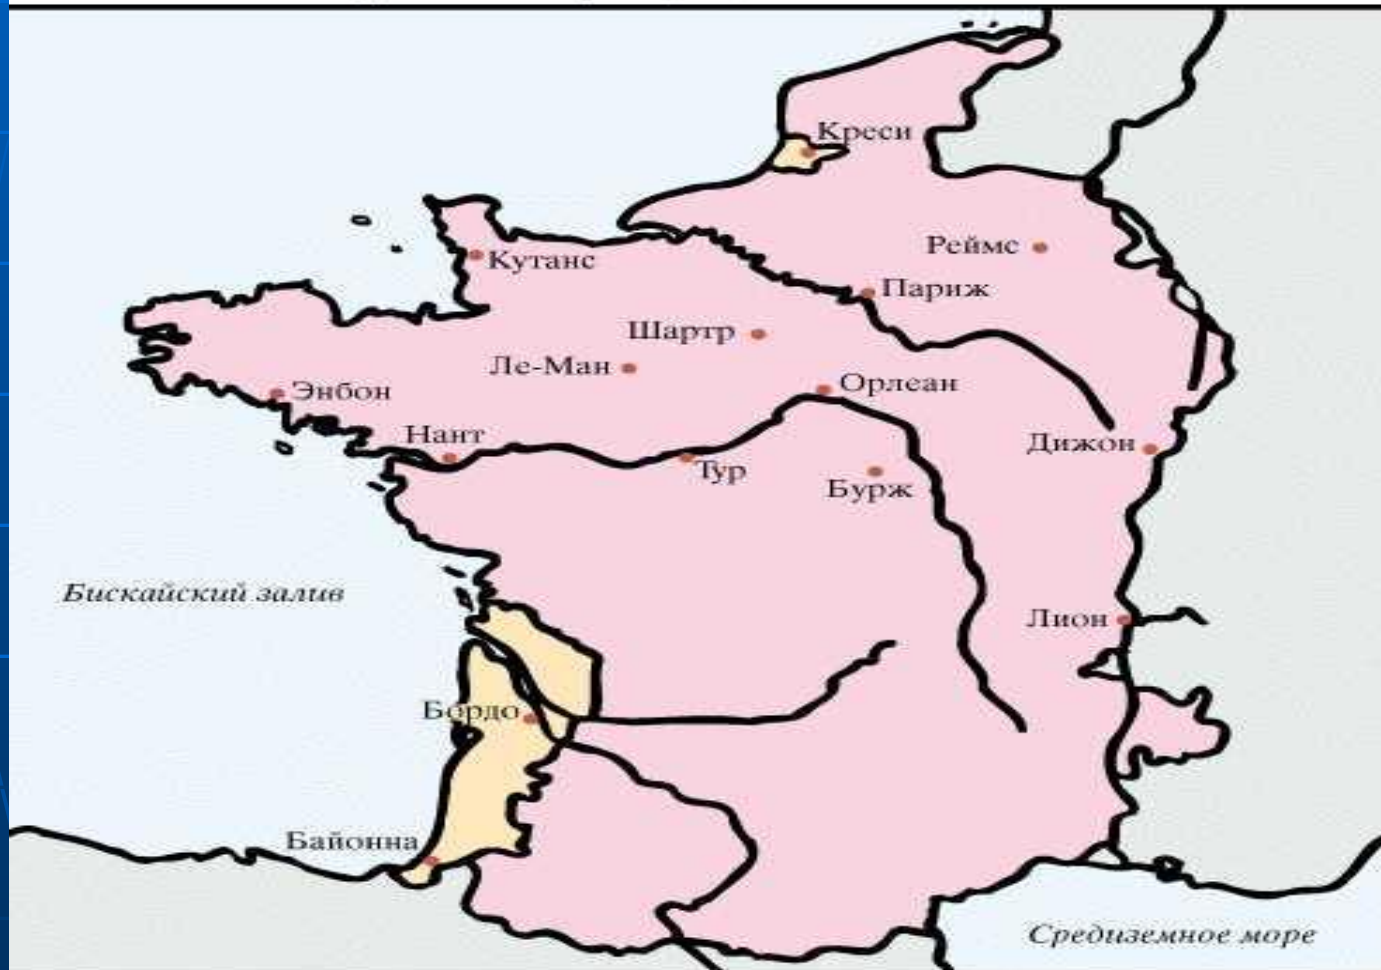 Креси
Реймс
Кутанс
Париж
Шартр
Ле-Ман
Орлеан
Энбон
Нант
Дижон
Тур
Бурж
Бискайский залив
Лион
Бордо
Байонна
Средиземное море